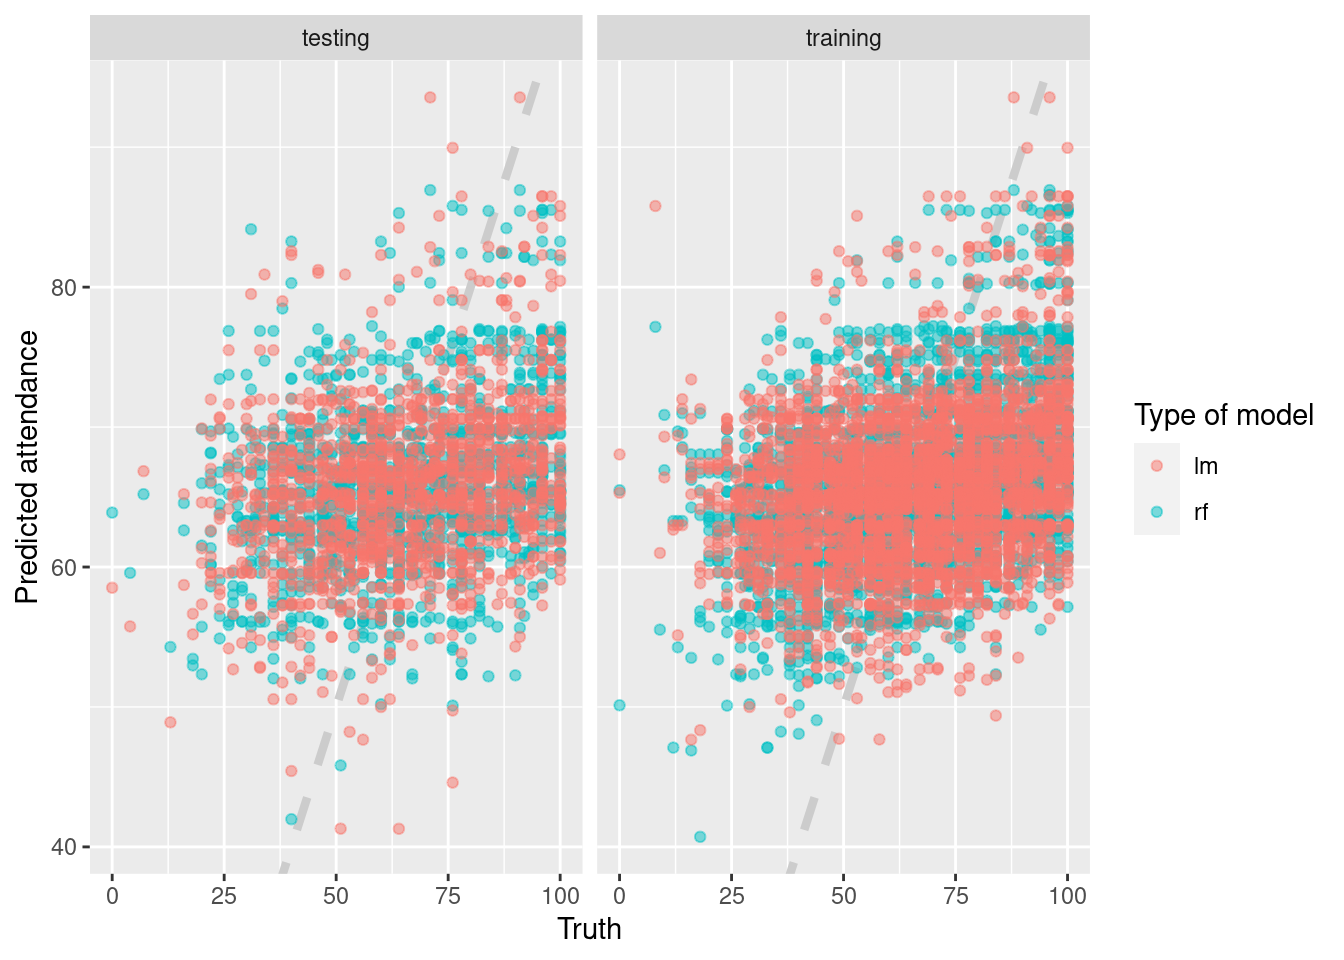 testing
training
80
60
40
Predicted attendance
0 25 50 75 100
0 25 50 75 100
Truth
Type of model
lm
rf